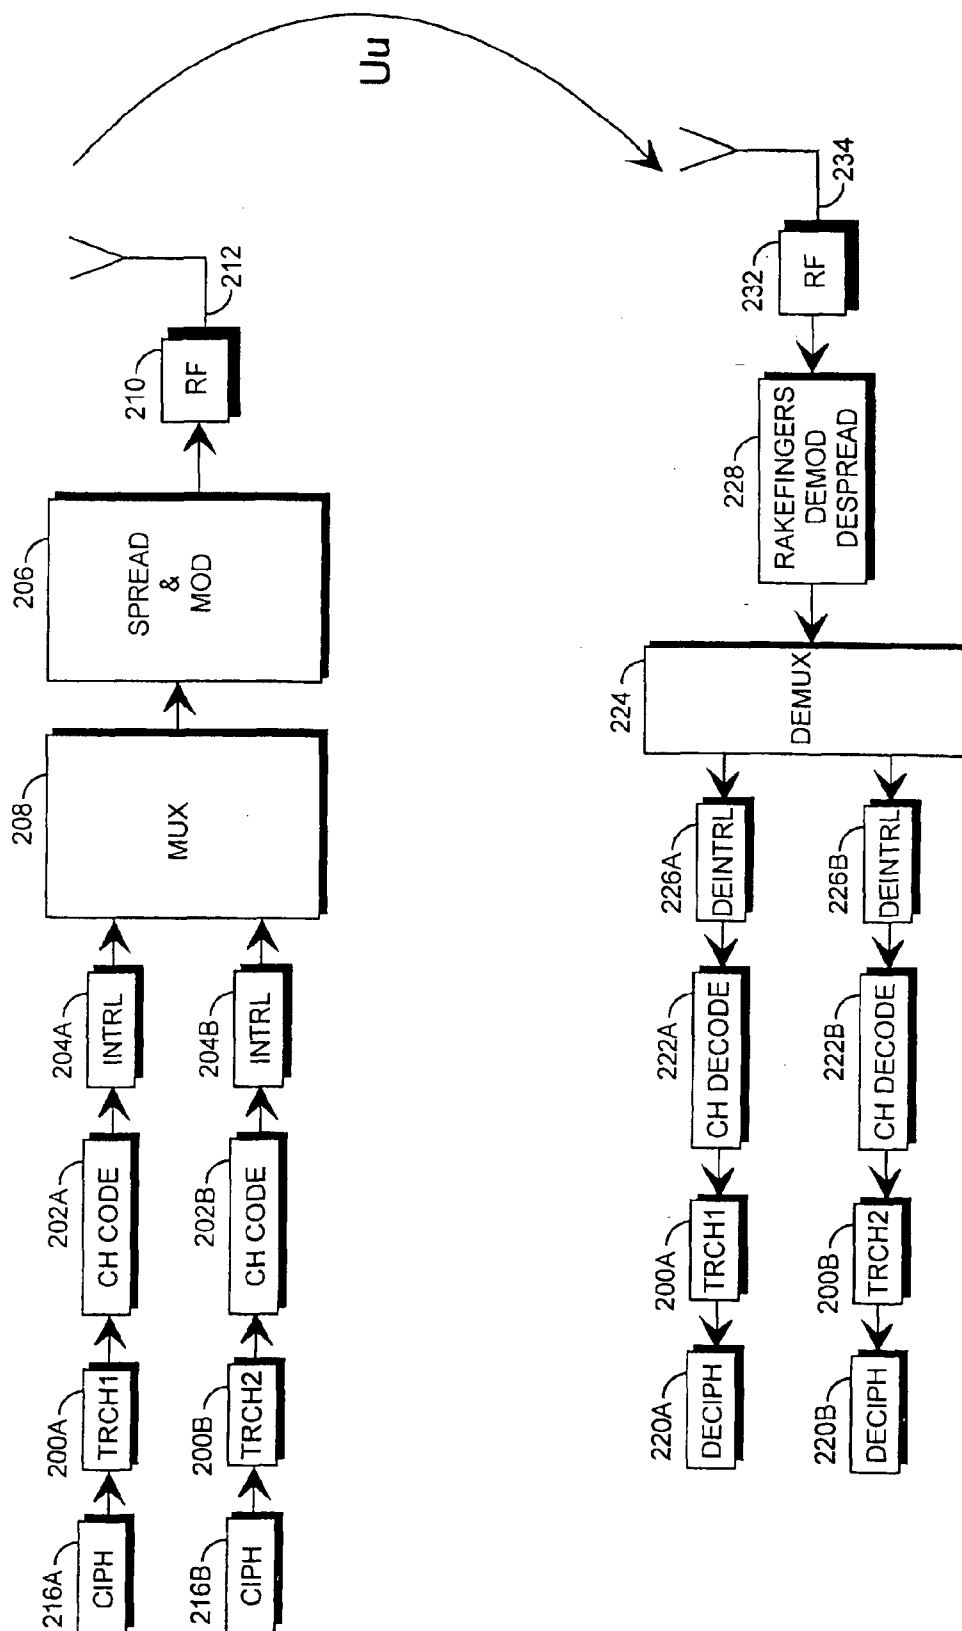 216A
CIPH
200A
TRCH1
202A
CH CODE
204A
INTRL
216B
CIPH
200B
TRCH2
202B
CH CODE
204B
INTRL
208
MUX
206
SPREAD
&
MOD
210
RF
212
Uu
234
232
RF
228
RAKEFINGERS
DEMOD
DESPREAD
224
DEMUX
226A
DEINTRL
222A
CH DECODE
200A
TRCH1
220A
DECIPH
226B
DEINTRL
222B
CH DECODE
200B
TRCH2
220B
DECIPH